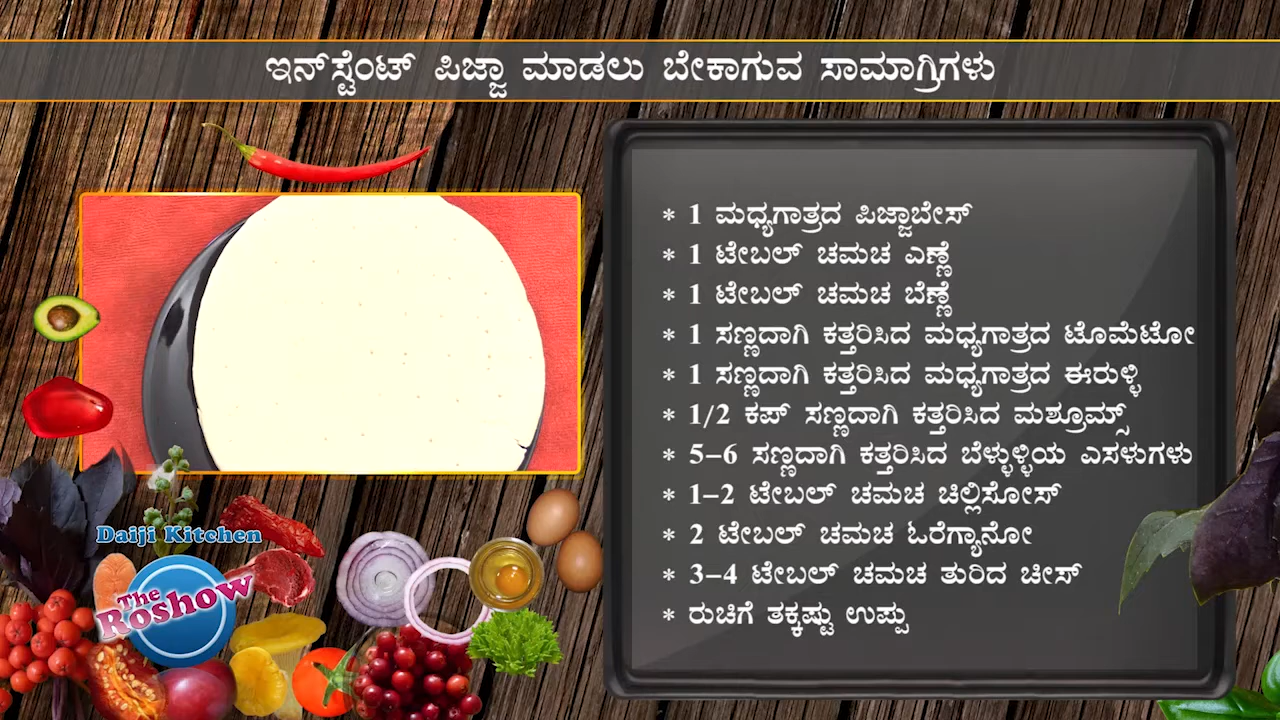 ಇನ್‌ಸ್ಟೆಂಟ್ ಪಿಜ್ಜಾ ಮಾಡಲು ಬೇಕಾಗುವ ಸಾಮಾಗ್ರಿಗಳು
* 1 ಮಧ್ಯಗಾತ್ರದ ಪಿಜ್ಜಾಬೇಸ್
* 1 ಟೇಬಲ್ ಚಮಚ ಎಣ್ಣೆ
* 1 ಟೇಬಲ್ ಚಮಚ ಬೆಣ್ಣೆ
* 1 ಸಣ್ಣದಾಗಿ ಕತ್ತರಿಸಿದ ಮಧ್ಯಗಾತ್ರದ ಟೊಮೆಟೋ
* 1 ಸಣ್ಣದಾಗಿ ಕತ್ತರಿಸಿದ ಮಧ್ಯಗಾತ್ರದ ಈರುಳ್ಳಿ
* 1/2 ಕಪ್ ಸಣ್ಣದಾಗಿ ಕತ್ತರಿಸಿದ ಮಶ್ರೂಮ್ಸ್
* 5-6 ಸಣ್ಣದಾಗಿ ಕತ್ತರಿಸಿದ ಬೆಳ್ಳುಳ್ಳಿಯ ಎಸಳುಗಳು
* 1-2 ಟೇಬಲ್ ಚಮಚ ಚಿಲ್ಲಿಸೋಸ್
* 2 ಟೇಬಲ್ ಚಮಚ ಓರೆಗ್ಯಾನೋ
* 3-4 ಟೇಬಲ್ ಚಮಚ ತುರಿದ ಚೀಸ್
* ರುಚಿಗೆ ತಕ್ಕಷ್ಟು ಉಪ್ಪು
Daiji Kitchen
The
Roshow